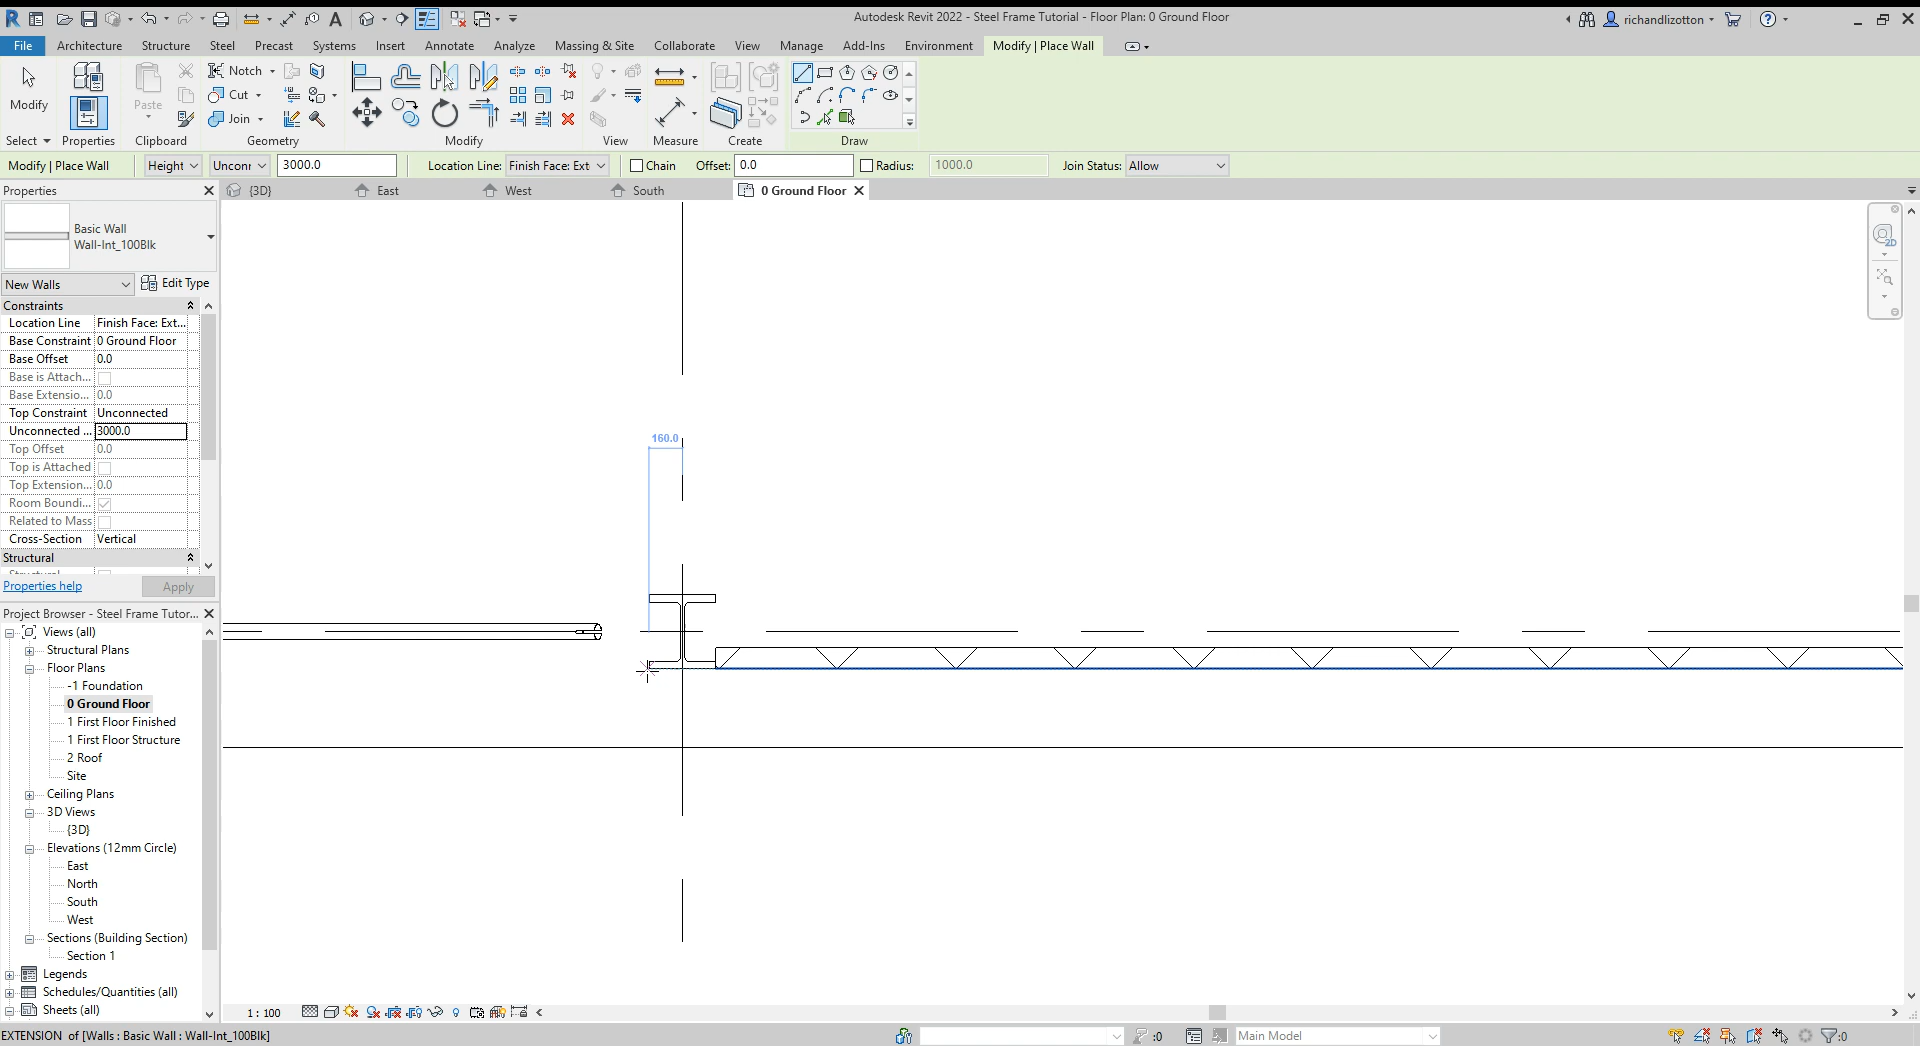 Autodesk Revit 2022 - Steel Frame Tutorial - Floor Plan: 0 Ground Floor
richandlizotton
File Architecture Structure Steel Precast Systems Insert Annotate Analyze Massing & Site Collaborate View Manage Add-Ins Environment Modify | Place Wall
Modify
Paste
Notch
Cut
Join
Select Properties Clipboard Geometry Modify View Measure Create Draw
Modify | Place Wall Height Unconr 3000.0 Location Line: Finish Face: Ext Chain Offset: 0.0 Radius: 1000.0 Join Status: Allow
Properties
{3D} East West South 0 Ground Floor
Basic Wall
Wall-Int_100Blk
New Walls Edit Type
Constraints
Location Line Finish Face: Ext...
Base Constraint 0 Ground Floor
Base Offset 0.0
Base is Attach...
Base Extensio... 0.0
Top Constraint Unconnected
Unconnected ... 3000.0
Top Offset 0.0
Top is Attached
Top Extension... 0.0
Room Boundi...
Related to Mass
Cross-Section Vertical
Structural
Properties help Apply
Project Browser - Steel Frame Tutor...
Views (all)
Structural Plans
Floor Plans
-1 Foundation
0 Ground Floor
1 First Floor Finished
1 First Floor Structure
2 Roof
Site
Ceiling Plans
3D Views
{3D}
Elevations (12mm Circle)
East
North
South
West
Sections (Building Section)
Section 1
Legends
Schedules/Quantities (all)
Sheets (all)
160.0
2D
1 : 100
EXTENSION of [Walls : Basic Wall : Wall-Int_100Blk]
:0
Main Model
:0